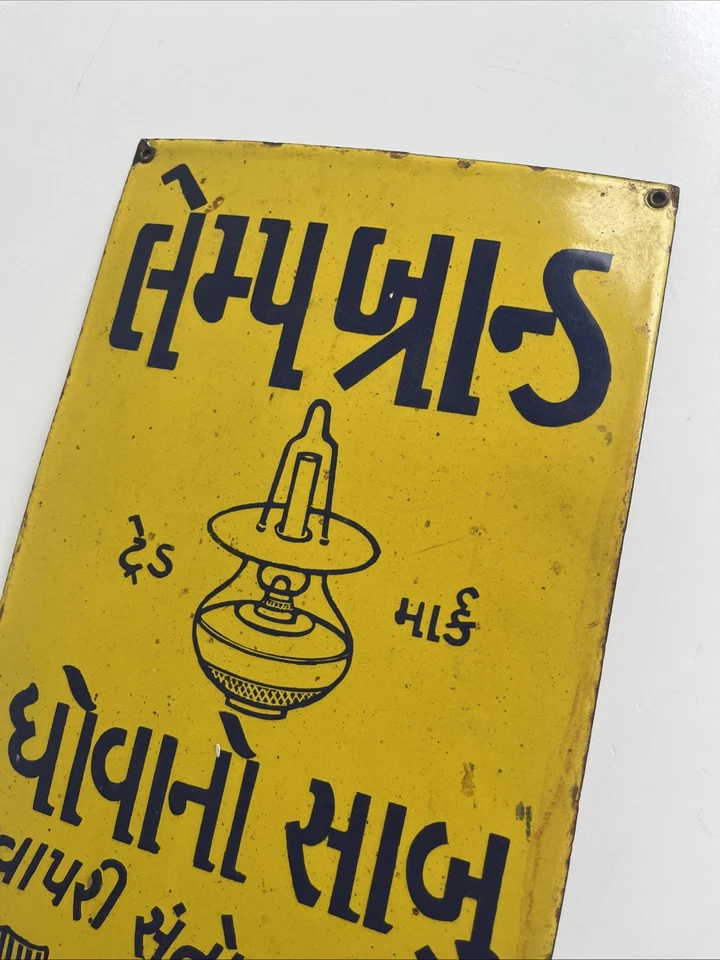 લેમ્પ બ્રાન્ડ
ટ્રેડ માર્ક
ધોવાનો સાબુ
વાપરી